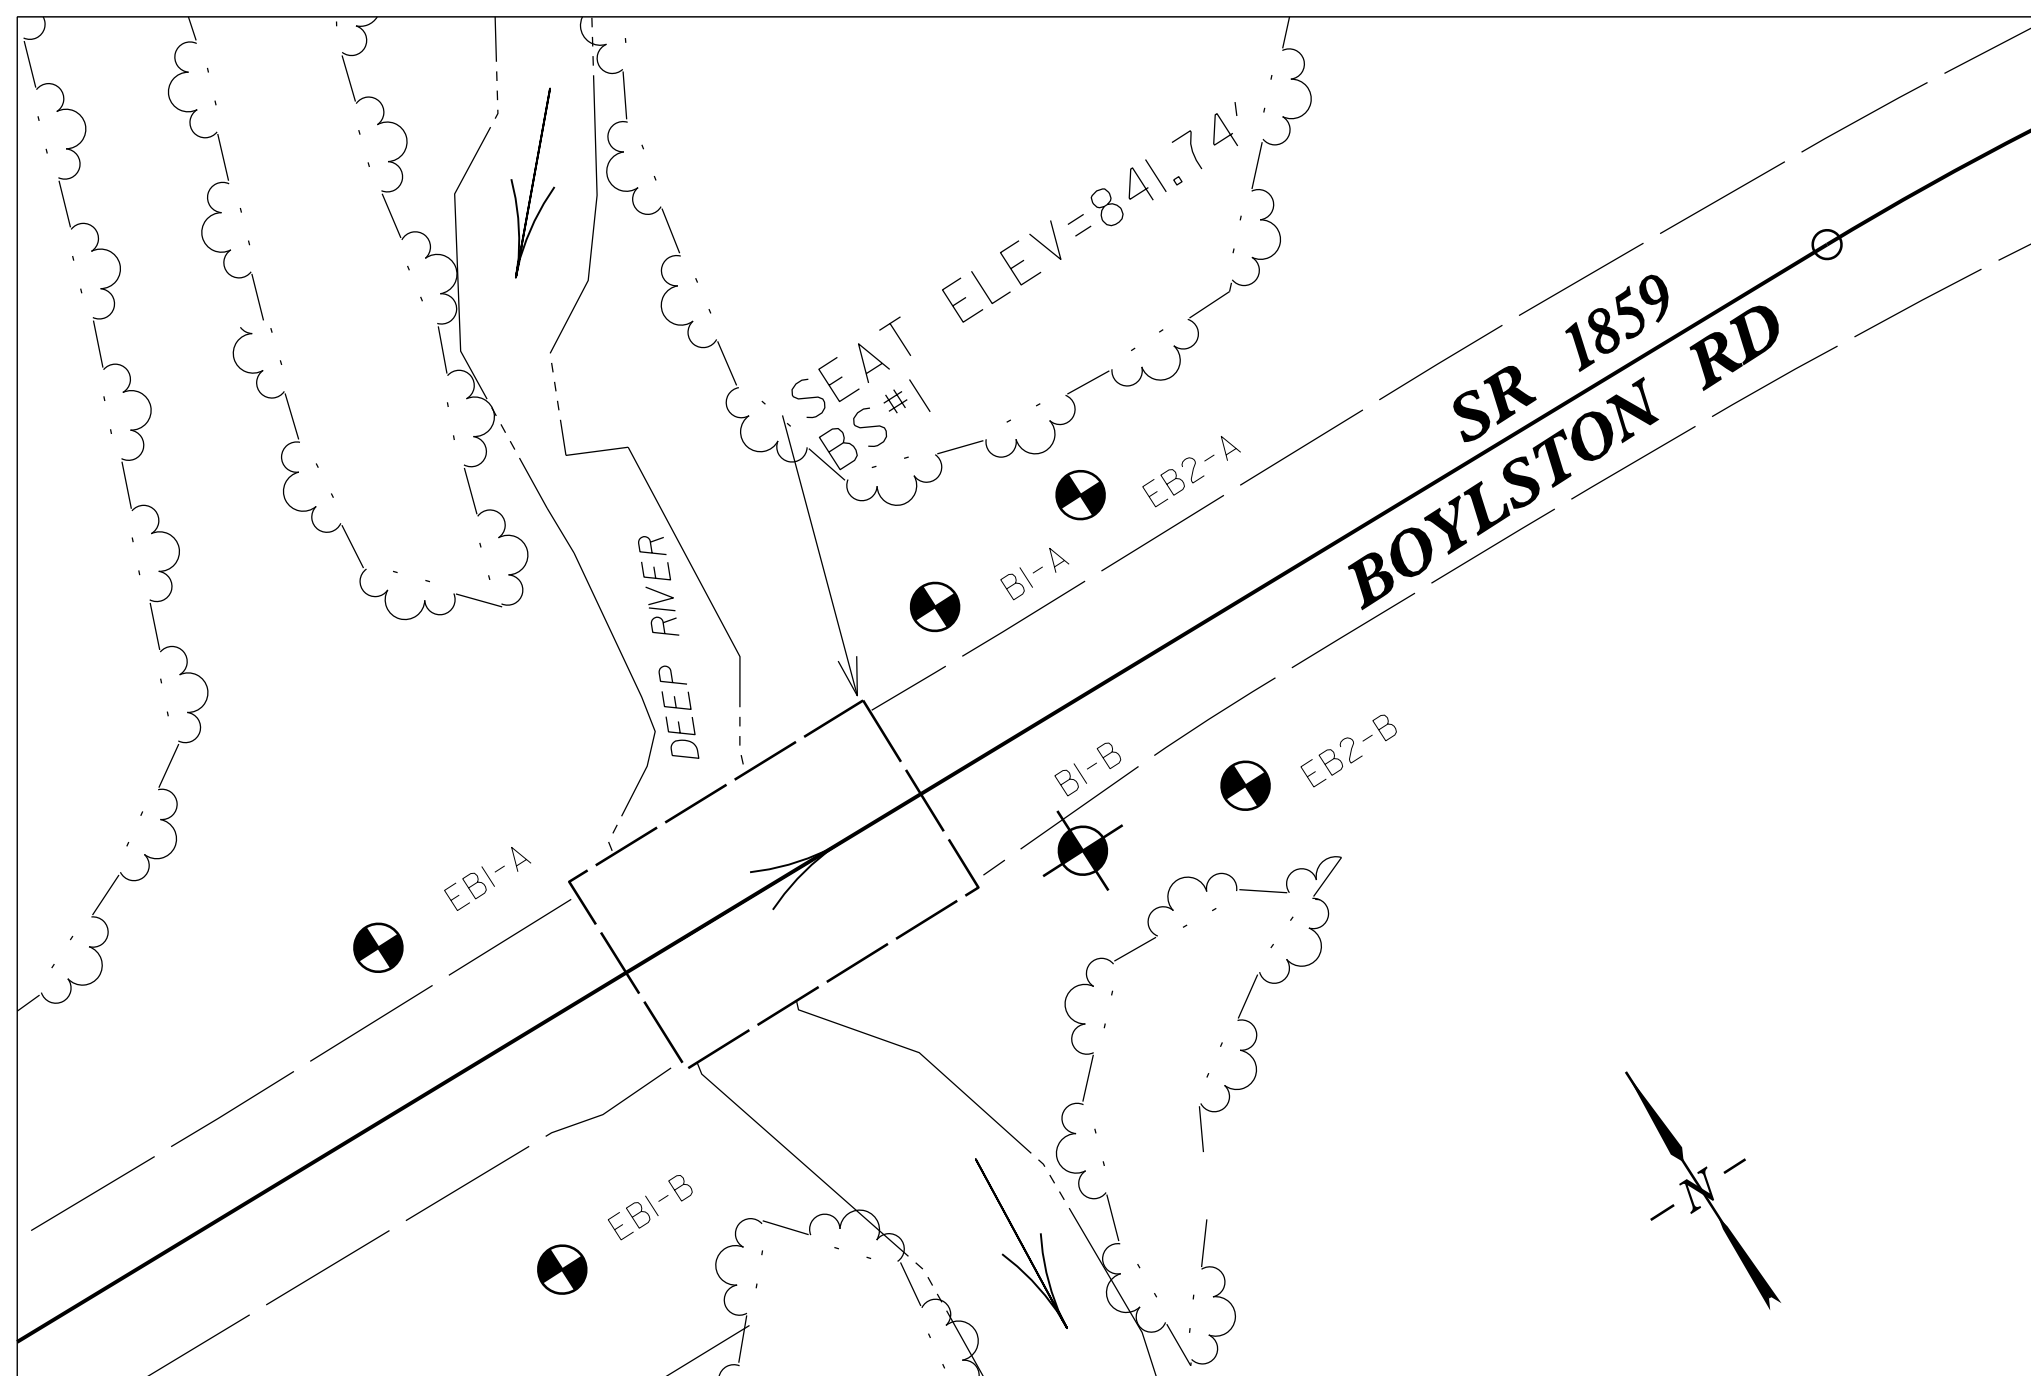 SEAT ELEV=841.74'
BS#1
SR 1859
BOYLSTON RD
EB2-A
B1-A
DEEP RIVER
B1-B
EB2-B
EB1-A
EB1-B
N